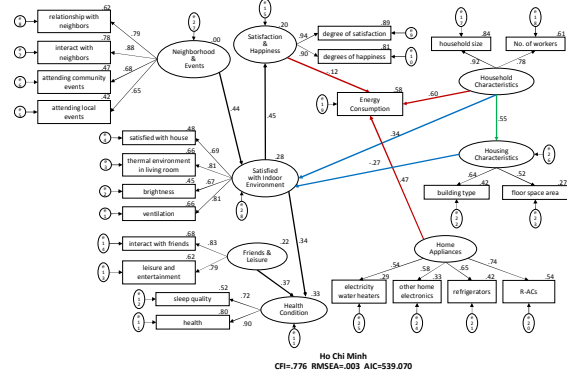 relationship with neighbors
.62
interact with neighbors
.78
attending community events
.47
attending local events
.42
.79
.88
.68
.65
Neighborhood & Events
.00
Satisfaction & Happiness
.20
degree of satisfaction
.89
degrees of happiness
.81
.94
.90
-.12
Energy Consumption
.58
household size
.84
No. of workers
.61
.92
.78
Household Characteristics
.60
.55
.44
.45
.34
-.27
.47
satisfied with house
.48
thermal environment in living room
.66
brightness
.45
ventilation
.66
.69
.81
.67
.81
Satisfied with Indoor Environment
.28
Housing Characteristics
.64
.52
building type
.42
floor space area
.27
interact with friends
.68
leisure and entertainment
.62
.83
.79
Friends & Leisure
.22
.34
.37
sleep quality
.52
health
.80
.72
.90
Health Condition
.33
Home Appliances
.54
.58
.65
.74
electricity water heaters
.29
other home electronics
.33
refrigerators
.42
R-ACs
.54
Ho Chi Minh
CFI=.776 RMSEA=.003 AIC=539.070